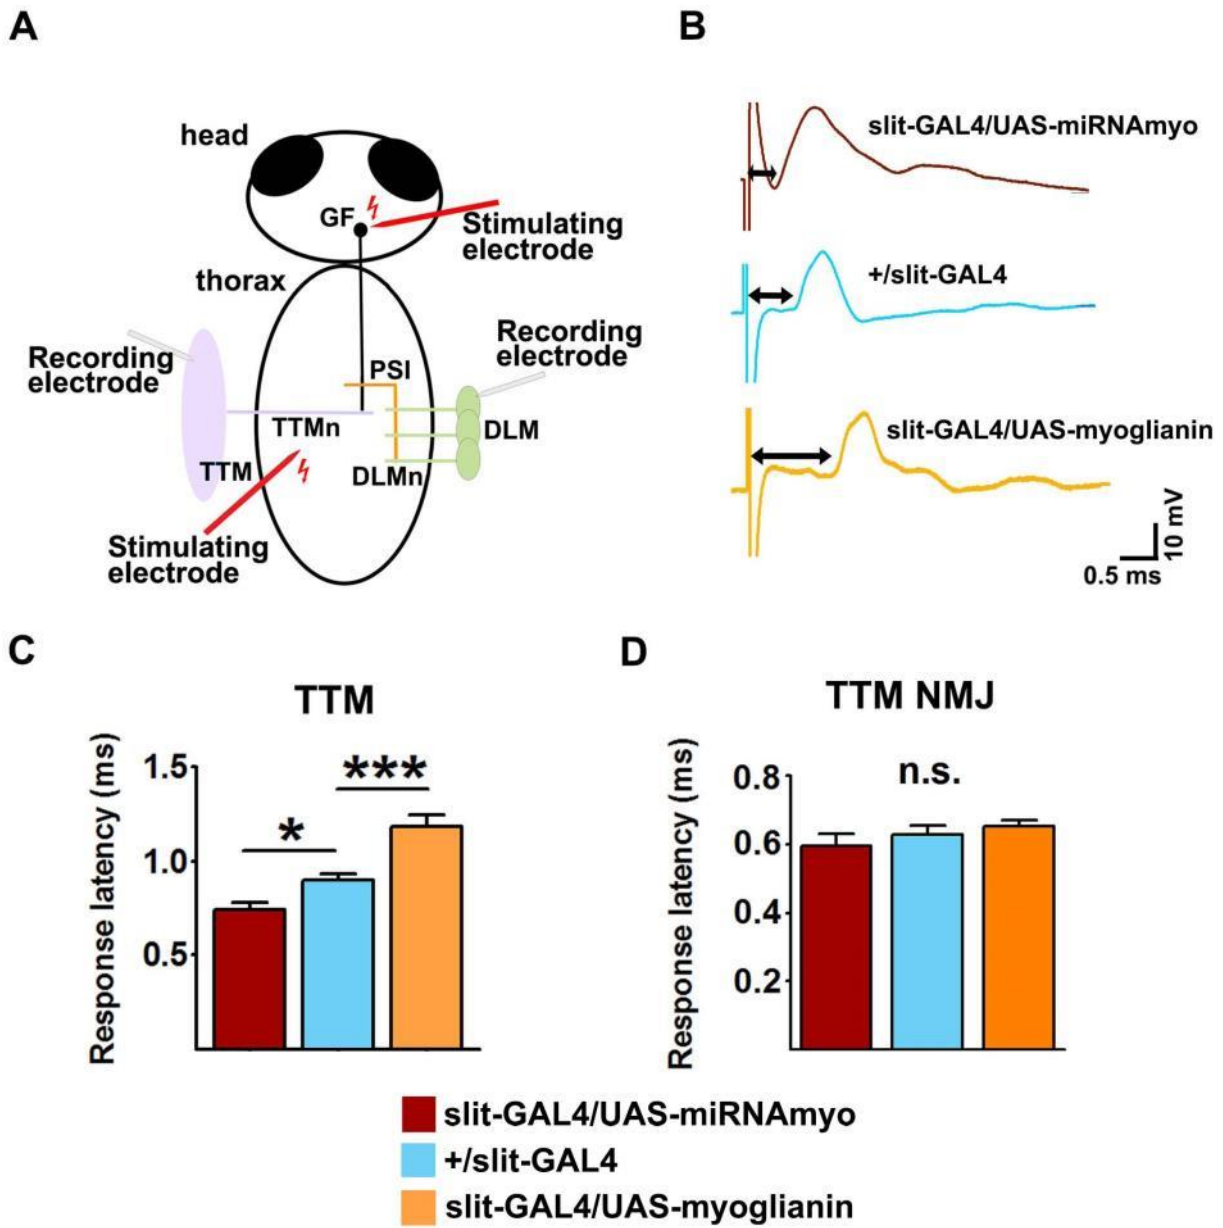 A
head
GF
Stimulating
electrode
thorax
Recording
electrode
Recording
electrode
PSI
TTMn
DLM
TTM
DLMn
Stimulating
electrode
B
slit-GAL4/UAS-miRNAmyo
+/slit-GAL4
slit-GAL4/UAS-myoglianin
10 mV
0.5 ms
C
TTM
Response latency (ms)
1.5
1.0
0.5
*
***
D
TTM NMJ
Response latency (ms)
0.8
0.6
0.4
0.2
n.s.
slit-GAL4/UAS-miRNAmyo
+/slit-GAL4
slit-GAL4/UAS-myoglianin